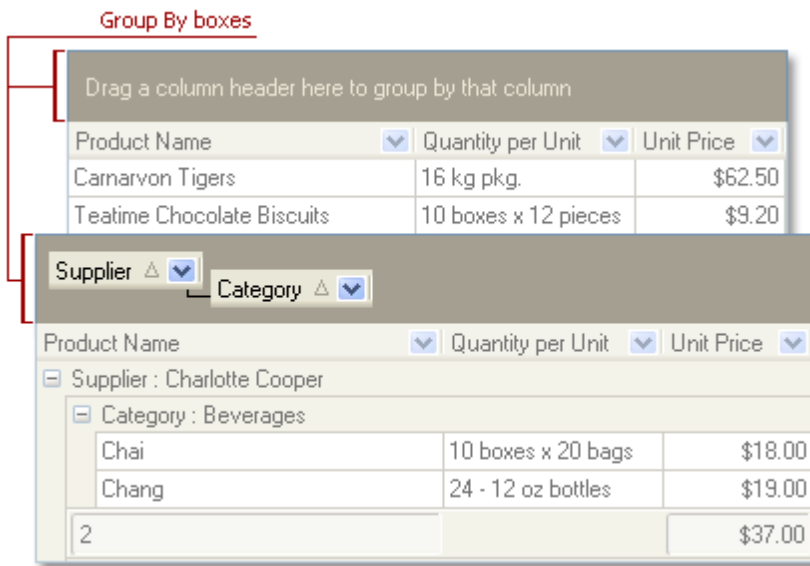 Group By boxes
Drag a column header here to group by that column
Product Name Quantity per Unit Unit Price
Carnarvon Tigers 16 kg pkg. $62.50
Teatime Chocolate Biscuits 10 boxes x 12 pieces $9.20
Supplier
Category
Product Name Quantity per Unit Unit Price
Supplier : Charlotte Cooper
Category : Beverages
Chai 10 boxes x 20 bags $18.00
Chang 24 - 12 oz bottles $19.00
2 $37.00